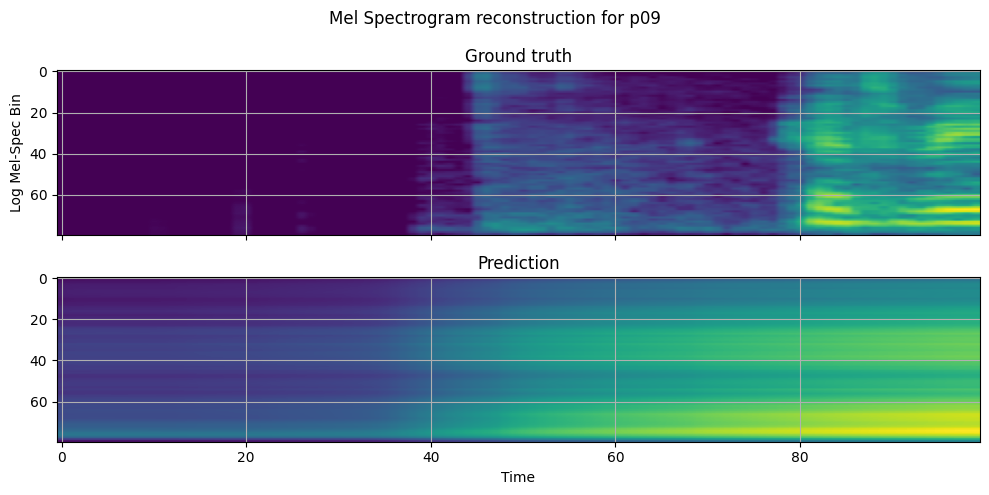 Mel Spectrogram reconstruction for p09
Ground truth
Log Mel-Spec Bin
0
20
40
60
Prediction
0
20
40
60
0 20 40 60 80
Time